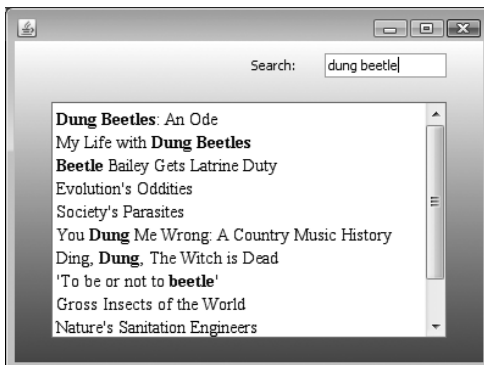 Search: dung beetle
Dung Beetles: An Ode
My Life with Dung Beetles
Beetle Bailey Gets Latrine Duty
Evolution's Oddities
Society's Parasites
You Dung Me Wrong: A Country Music History
Ding, Dung, The Witch is Dead
'To be or not to beetle'
Gross Insects of the World
Nature's Sanitation Engineers